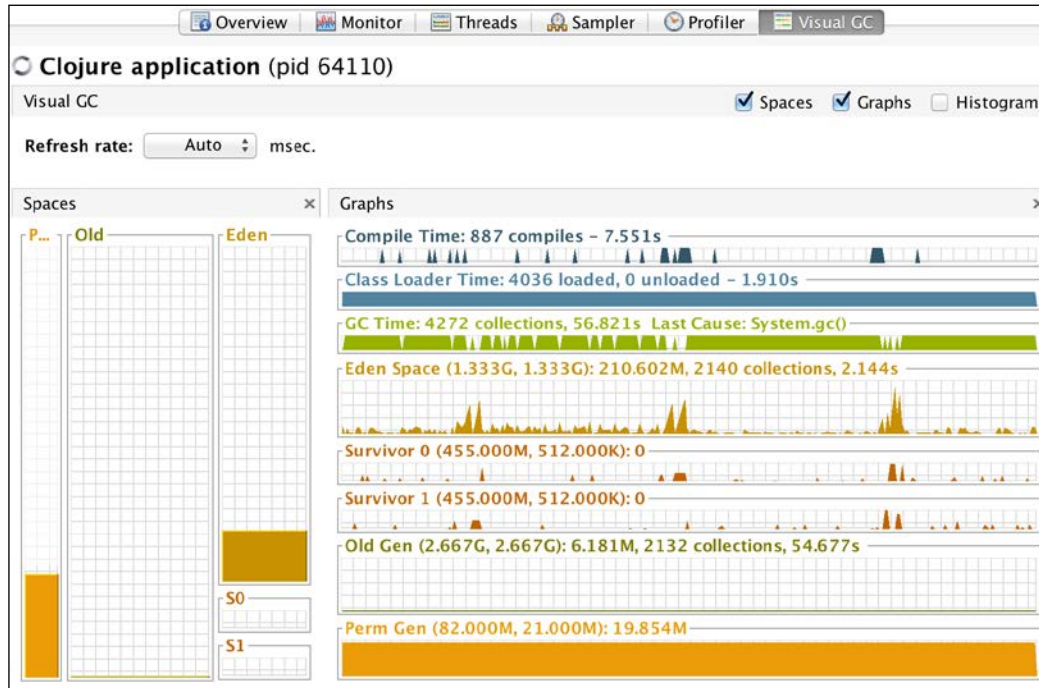 Overview Monitor Threads Sampler Profiler Visual GC
Clojure application (pid 64110)
Visual GC Spaces Graphs Histogram
Refresh rate: Auto msec.
Spaces × Graphs ×
P... Old Eden
S0
S1
Compile Time: 887 compiles - 7.551s
Class Loader Time: 4036 loaded, 0 unloaded - 1.910s
GC Time: 4272 collections, 56.821s Last Cause: System.gc()
Eden Space (1.333G, 1.333G): 210.602M, 2140 collections, 2.144s
Survivor 0 (455.000M, 512.000K): 0
Survivor 1 (455.000M, 512.000K): 0
Old Gen (2.667G, 2.667G): 6.181M, 2132 collections, 54.677s
Perm Gen (82.000M, 21.000M): 19.854M